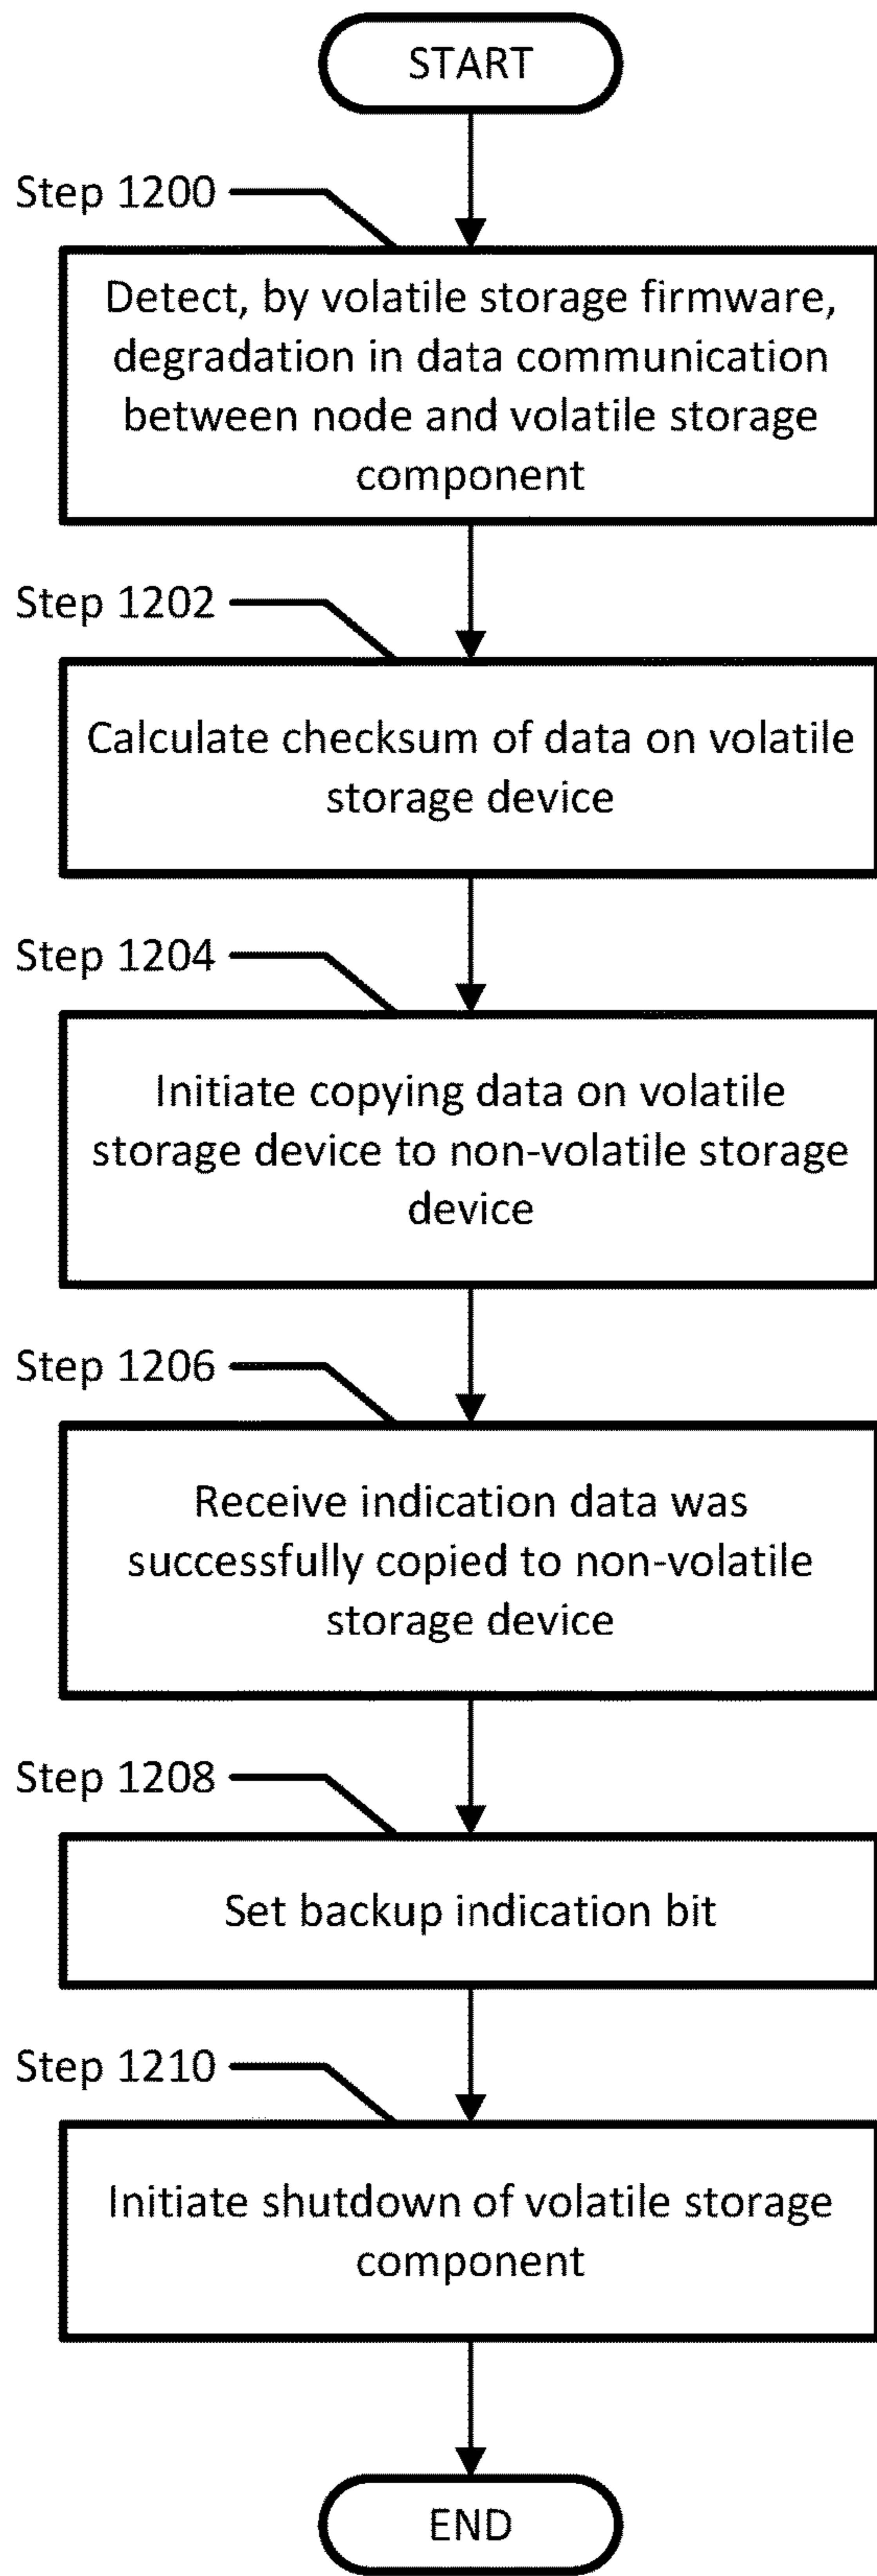 START
Step 1200
Detect, by volatile storage firmware,
degradation in data communication
between node and volatile storage
component
Step 1202
Calculate checksum of data on volatile
storage device
Step 1204
Initiate copying data on volatile
storage device to non-volatile storage
device
Step 1206
Receive indication data was
successfully copied to non-volatile
storage device
Step 1208
Set backup indication bit
Step 1210
Initiate shutdown of volatile storage
component
END